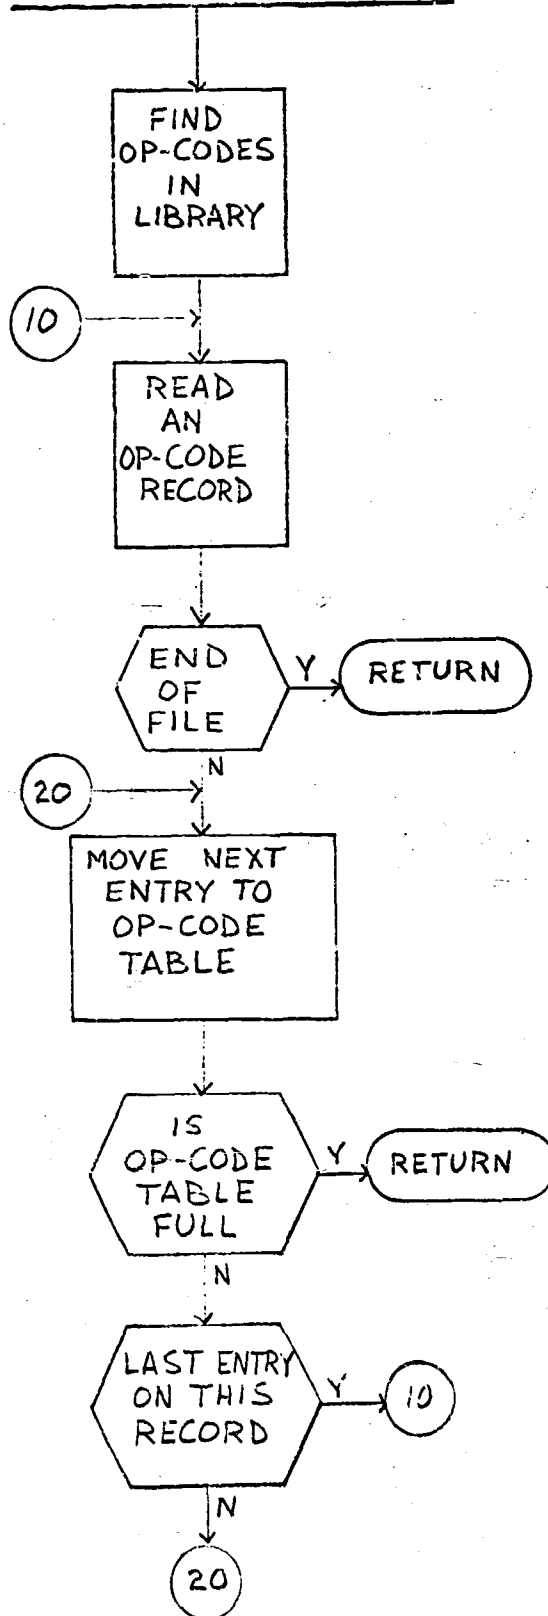 FIND
OP-CODES
IN
LIBRARY
10
READ
AN
OP-CODE
RECORD
END
OF
FILE
Y
RETURN
N
20
MOVE NEXT
ENTRY TO
OP-CODE
TABLE
IS
OP-CODE
TABLE
FULL
Y
RETURN
N
LAST ENTRY
ON THIS
RECORD
Y
10
N
20